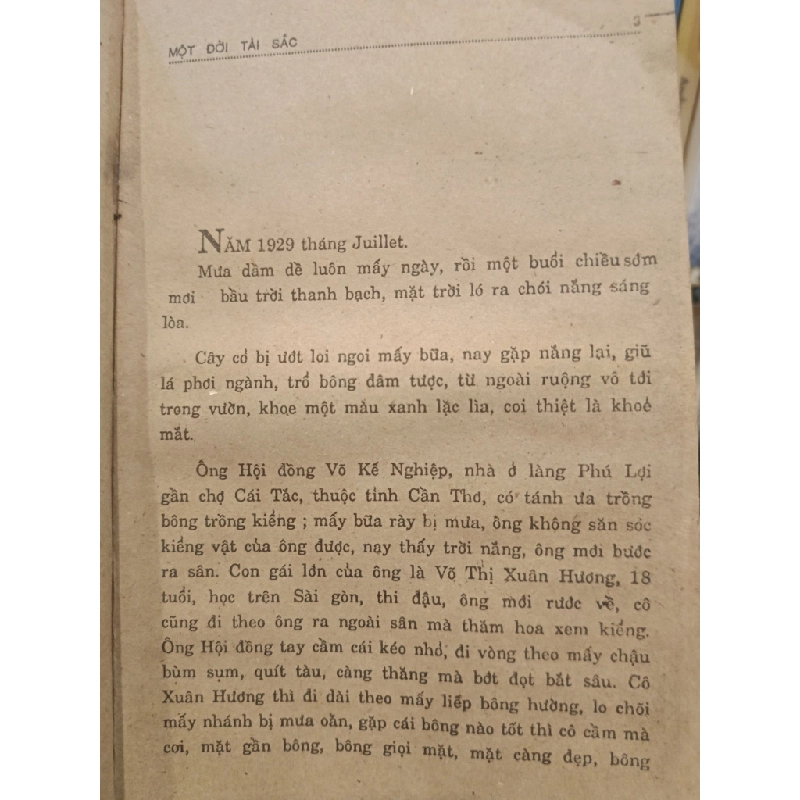 MỘT ĐỜI TÀI SẮC 3
NĂM 1929 tháng Juillet.
Mưa dầm dề luôn mấy ngày, rồi một buổi chiều sớm
mơi bầu trời thanh bạch, mặt trời ló ra chói nắng sáng
lòa.
Cây cỏ bị ướt loi ngoi mấy bữa, nay gặp nắng lại, giũ
lá phơi ngành, trổ bông đâm tược, từ ngoài ruộng vô tới
trong vườn, khoe một màu xanh lặc lìa, coi thiệt là khoẻ
mắt.
Ông Hội đồng Võ Kế Nghiệp, nhà ở làng Phú Lợi
gần chợ Cái Tắc, thuộc tỉnh Cần Thơ, có tánh ưa trồng
bông trồng kiểng ; mấy bữa rày bị mưa, ông không săn sóc
kiểng vật của ông được, nay thấy trời nắng, ông mới bước
ra sân. Con gái lớn của ông là Võ Thị Xuân Hương, 18
tuổi, học trên Sài gòn, thi đậu, ông mới rước về, cô
cũng đi theo ông ra ngoài sân mà thăm hoa xem kiểng.
Ông Hội đồng tay cầm cái kéo nhỏ, đi vòng theo mấy chậu
bùm sụm, quít tàu, càng thăng mà bớt đọt bắt sâu. Cô
Xuân Hương thì đi dài theo mấy liếp bông hường, lo chõi
mấy nhánh bị mưa oằn, gặp cái bông nào tốt thì cô cầm mà
cơi, mặt gần bông, bông giọi mặt, mặt càng đẹp, bông